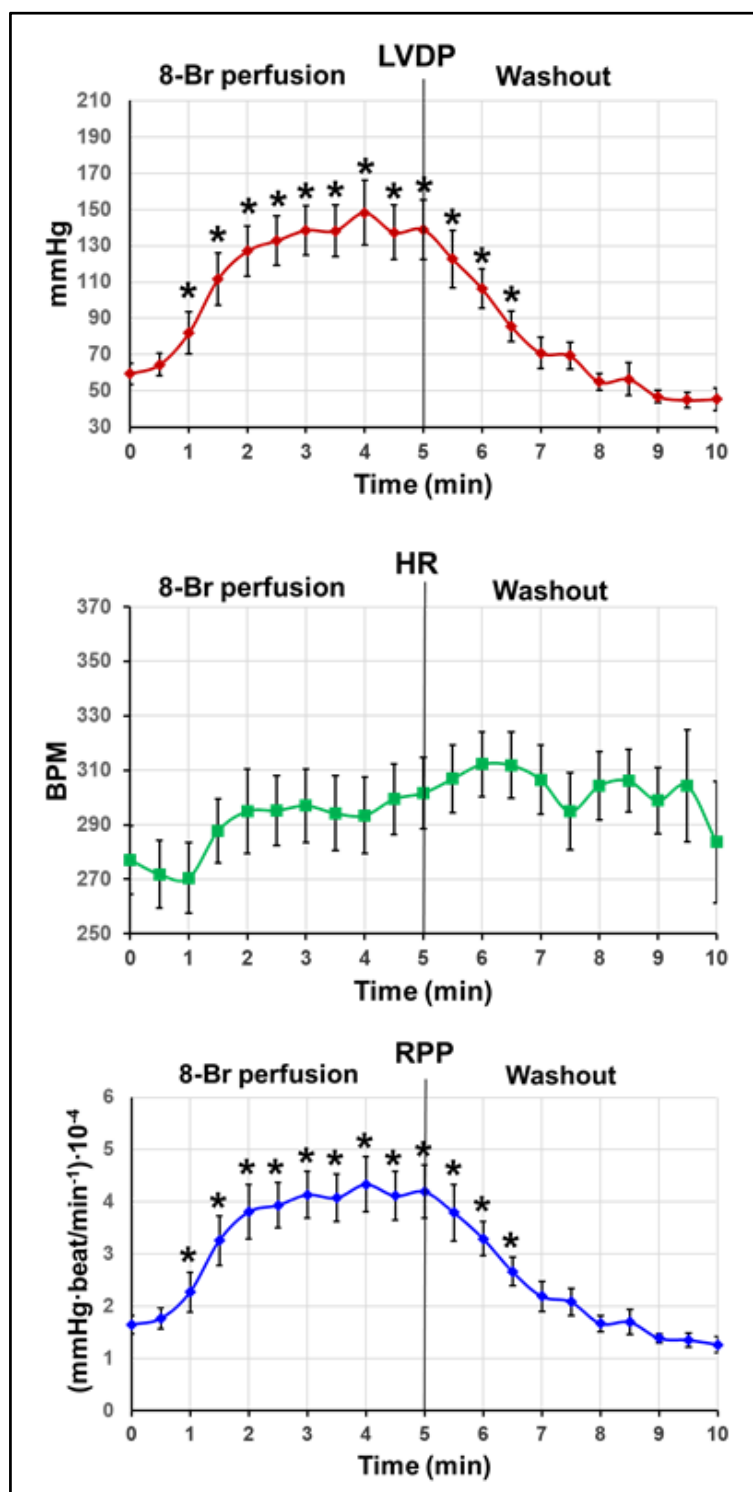 LVDP
8-Br perfusion Washout
mmHg
210
190
170
150
130
110
90
70
50
30
* * * * * * * * * * * *
0 1 2 3 4 5 6 7 8 9 10
Time (min)
HR
8-Br perfusion Washout
BPM
370
350
330
310
290
270
250
0 1 2 3 4 5 6 7 8 9 10
Time (min)
RPP
8-Br perfusion Washout
(mmHg·beat/min⁻¹)·10⁻⁴
6
5
4
3
2
1
0
* * * * * * * * * * * *
0 1 2 3 4 5 6 7 8 9 10
Time (min)